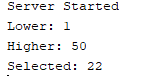 Server Started
Lower: 1
Higher: 50
Selected: 22